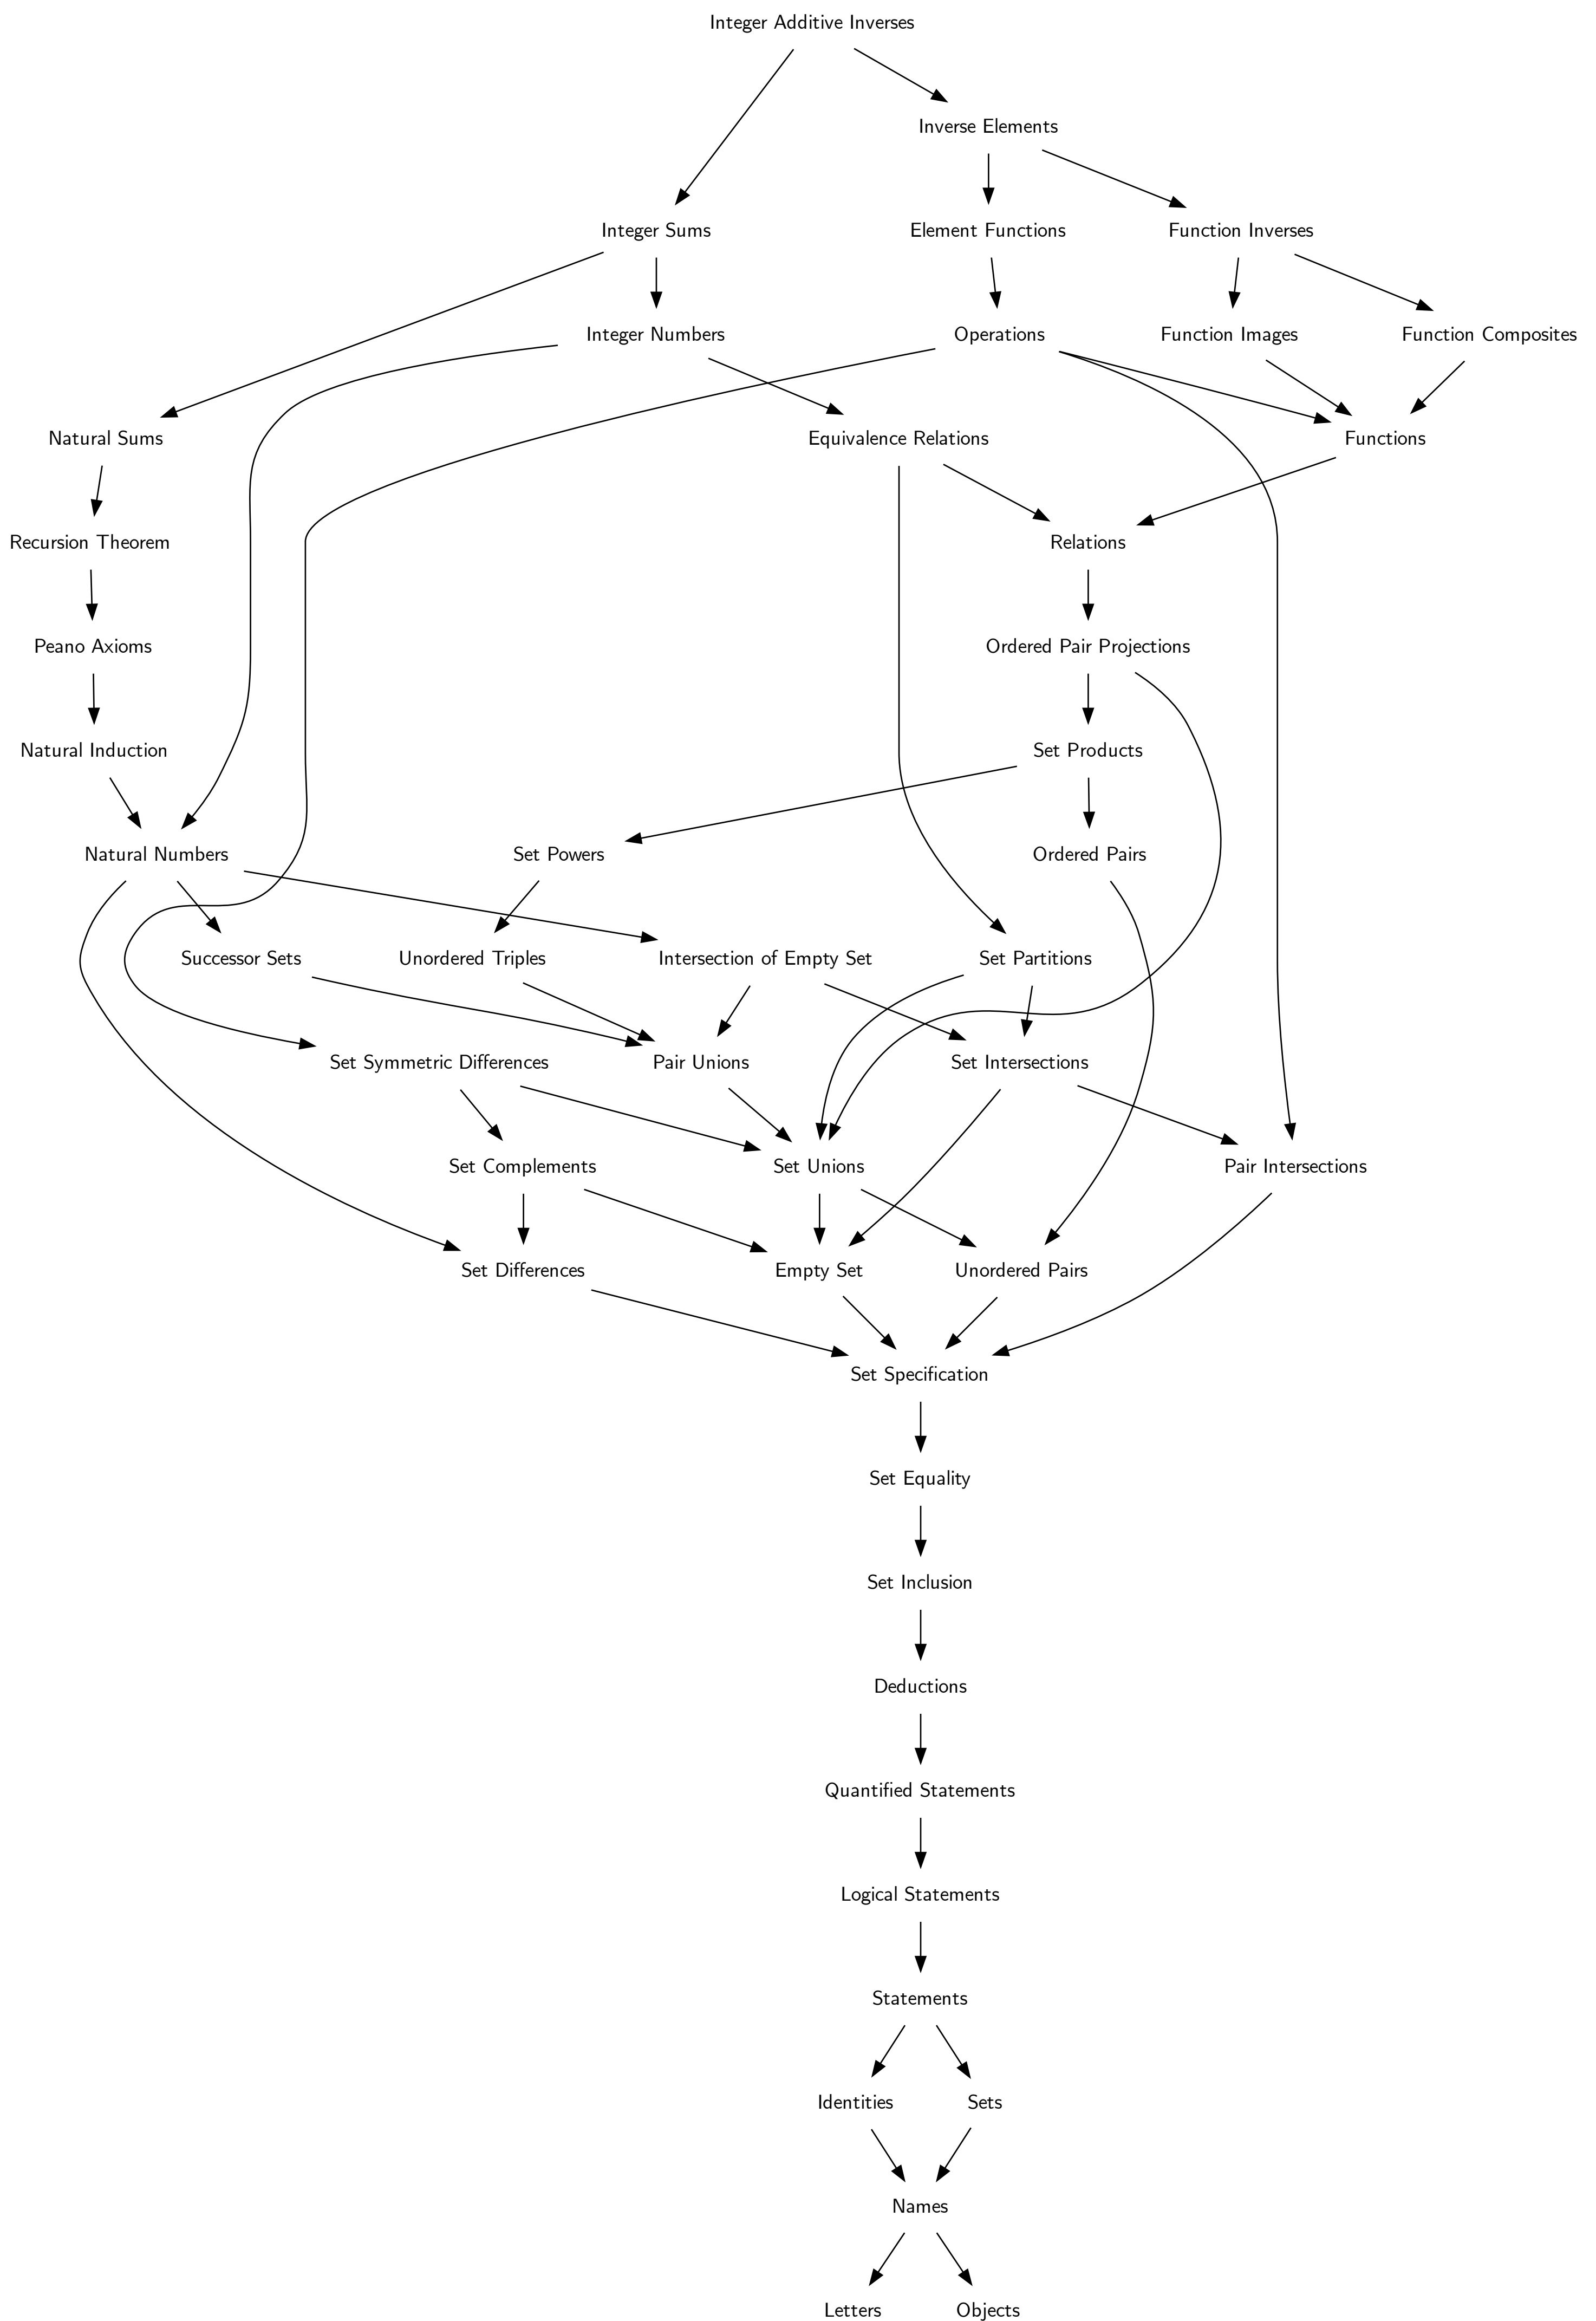 Integer Additive Inverses
Inverse Elements
Integer Sums
Element Functions
Function Inverses
Integer Numbers
Operations
Function Images
Function Composites
Natural Sums
Equivalence Relations
Functions
Recursion Theorem
Relations
Peano Axioms
Ordered Pair Projections
Natural Induction
Set Products
Natural Numbers
Set Powers
Ordered Pairs
Successor Sets
Unordered Triples
Intersection of Empty Set
Set Partitions
Set Symmetric Differences
Pair Unions
Set Intersections
Set Complements
Set Unions
Pair Intersections
Set Differences
Empty Set
Unordered Pairs
Set Specification
Set Equality
Set Inclusion
Deductions
Quantified Statements
Logical Statements
Statements
Identities
Sets
Names
Letters
Objects